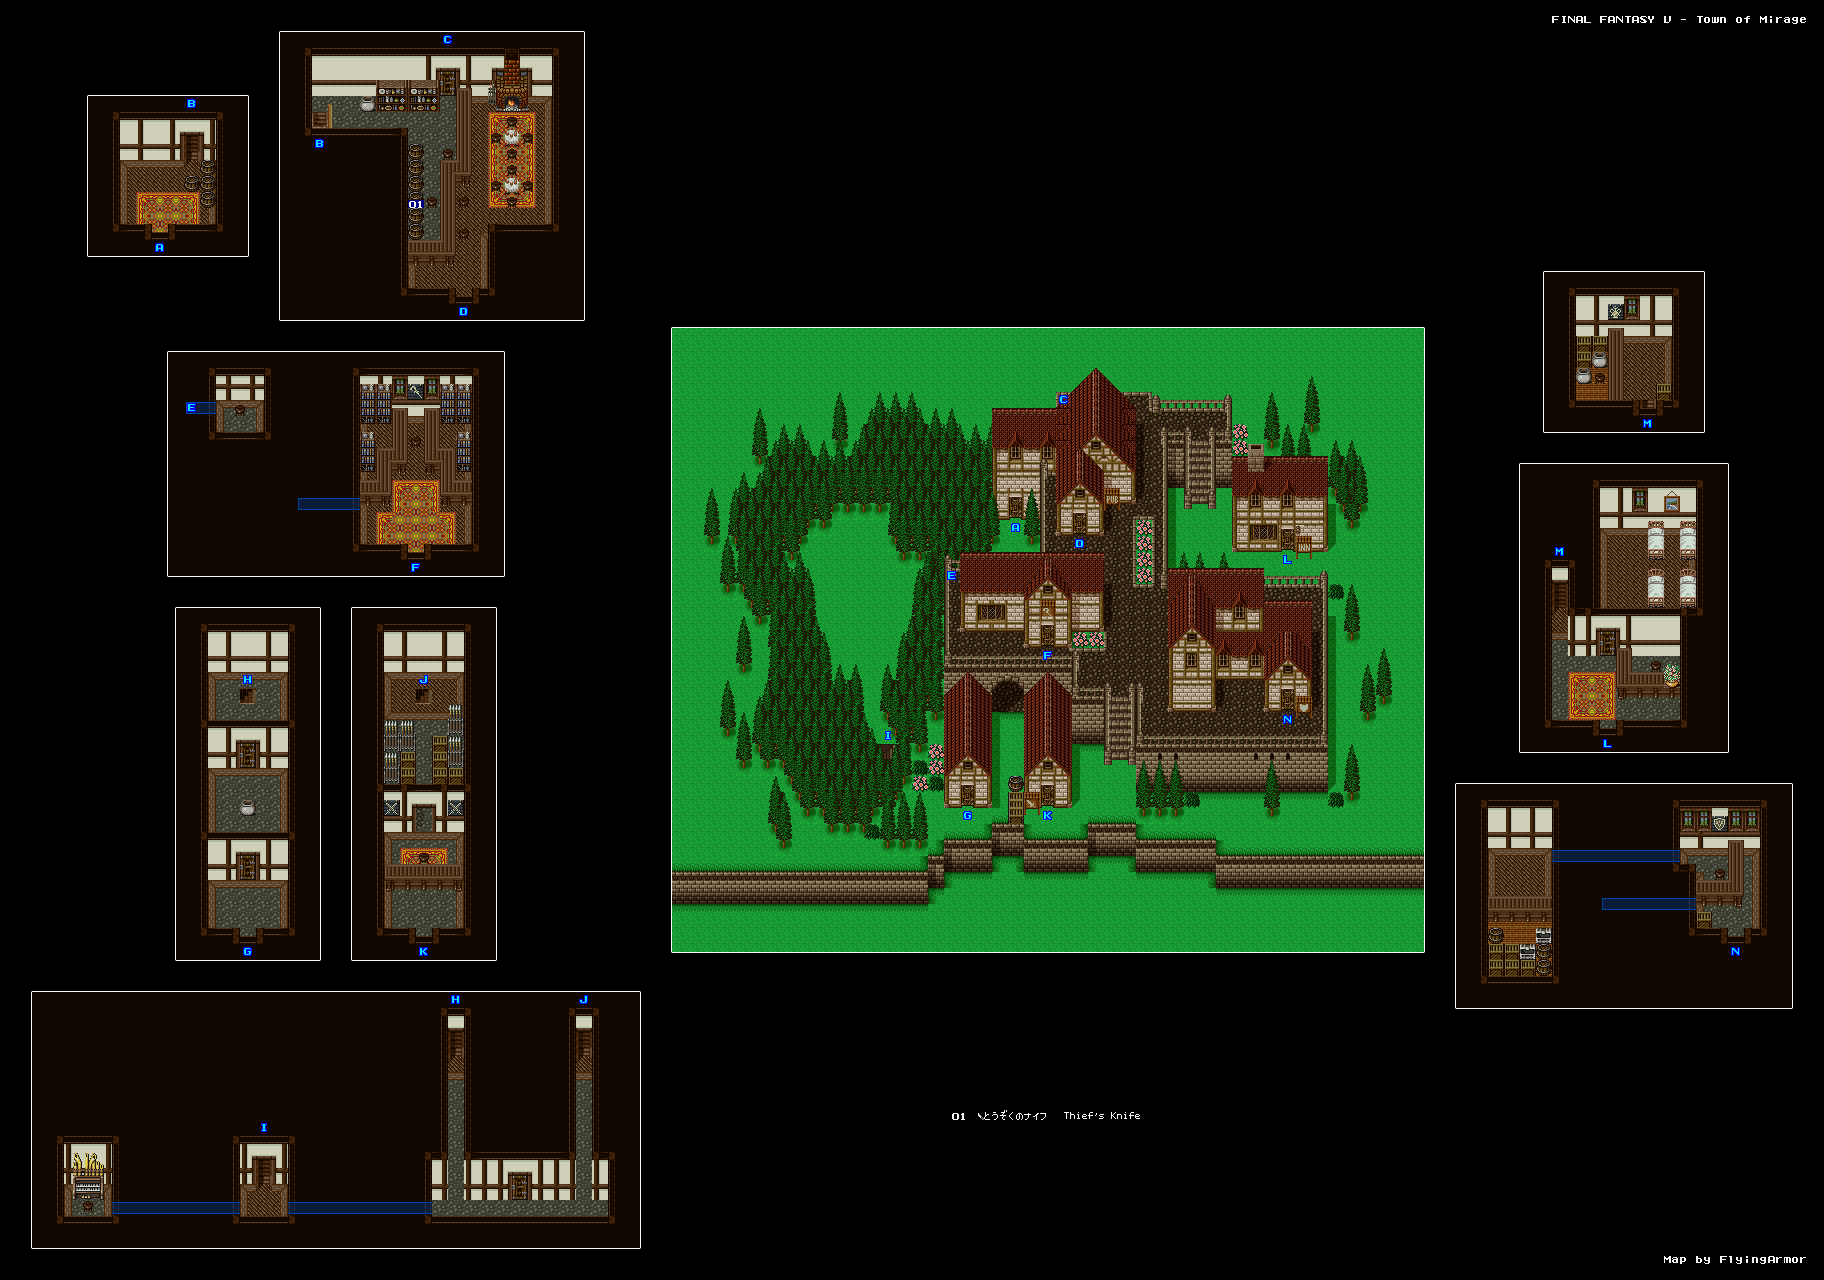 FINAL FANTASY V - Town of Mirage
C
B
B
A
01
D
E
F
M
C
A
D
PUB
L
E
F
M
L
H
J
I
N
G
K
G
K
N
H
J
I
01 とうぞくのナイフ Thief's Knife
Map by FlyingArmor